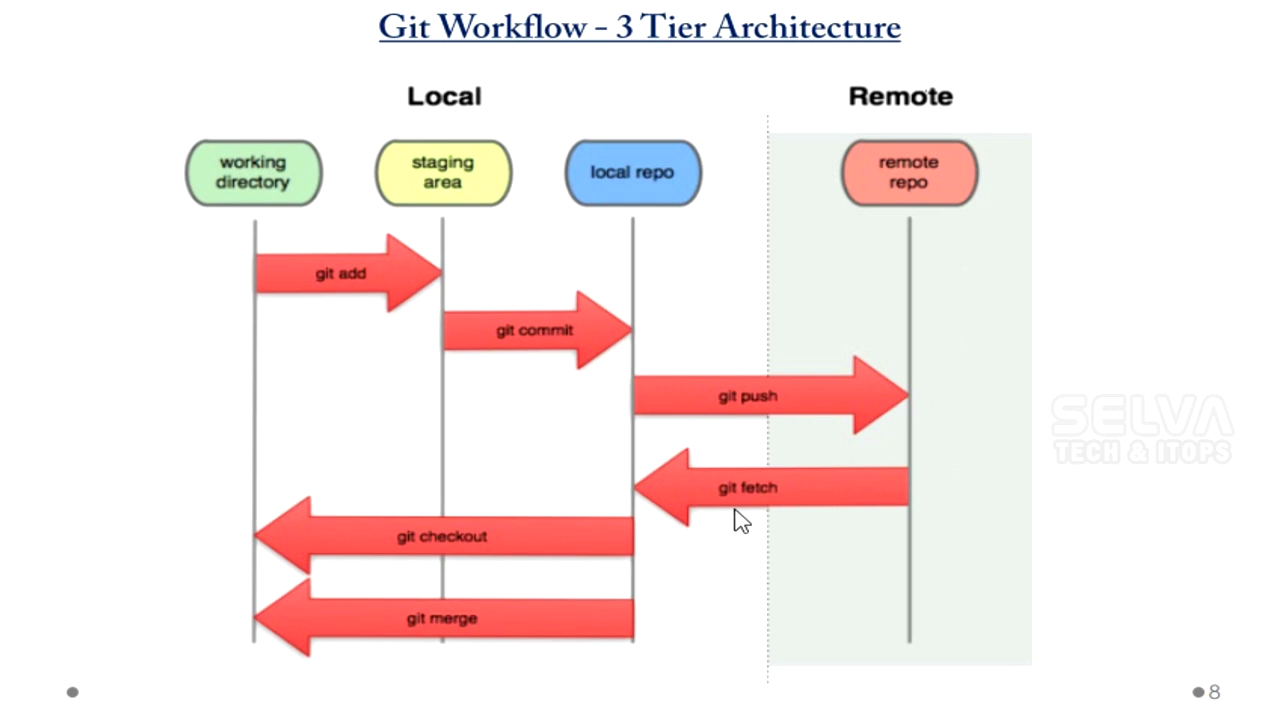 Git Workflow - 3 Tier Architecture
Local
Remote
working
directory
staging
area
local repo
remote
repo
git add
git commit
git push
git fetch
git checkout
git merge
SELVA
TECH & ITOPS
8